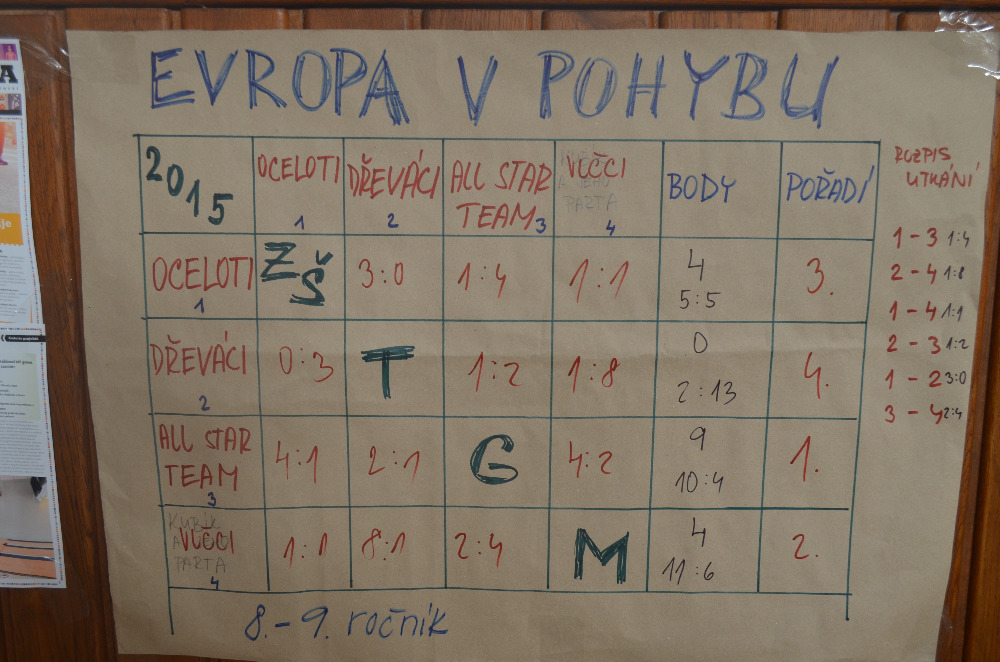 EVROPA V POHYBU
2015 OCELOTI 1 DŘEVÁCI 2 ALL STAR TEAM 3 VLČCI 4 BODY POŘADÍ
OCELOTI 1 ZŠ 3:0 1:4 1:1 4 5:5 3.
DŘEVÁCI 2 0:3 T 1:2 1:8 0 2:13 4.
ALL STAR TEAM 3 4:1 2:1 G 4:2 9 10:4 1.
VLČCI 4 1:1 8:1 2:4 M 4 11:6 2.
8.-9. ročník
ROZPIS
UTKÁNÍ
1 - 3 1:4
2 - 4 1:8
1 - 4 1:1
2 - 3 1:2
1 - 2 3:0
3 - 4 2:4